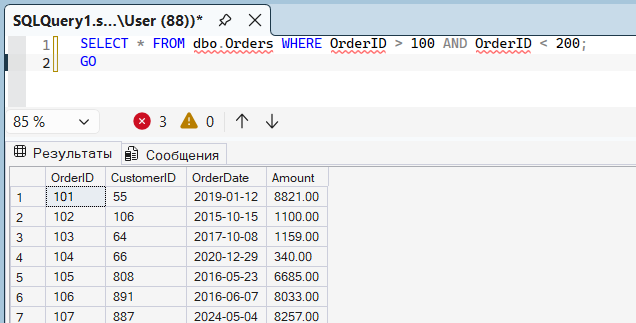 SQLQuery1.s...\User (88))*
1 SELECT * FROM dbo.Orders WHERE OrderID > 100 AND OrderID < 200;
2 GO
85 % 3 0
Результаты Сообщения
OrderID CustomerID OrderDate Amount
1 101 55 2019-01-12 8821.00
2 102 106 2015-10-15 1100.00
3 103 64 2017-10-08 1159.00
4 104 66 2020-12-29 340.00
5 105 808 2016-05-23 6685.00
6 106 891 2016-06-07 8033.00
7 107 887 2024-05-04 8257.00